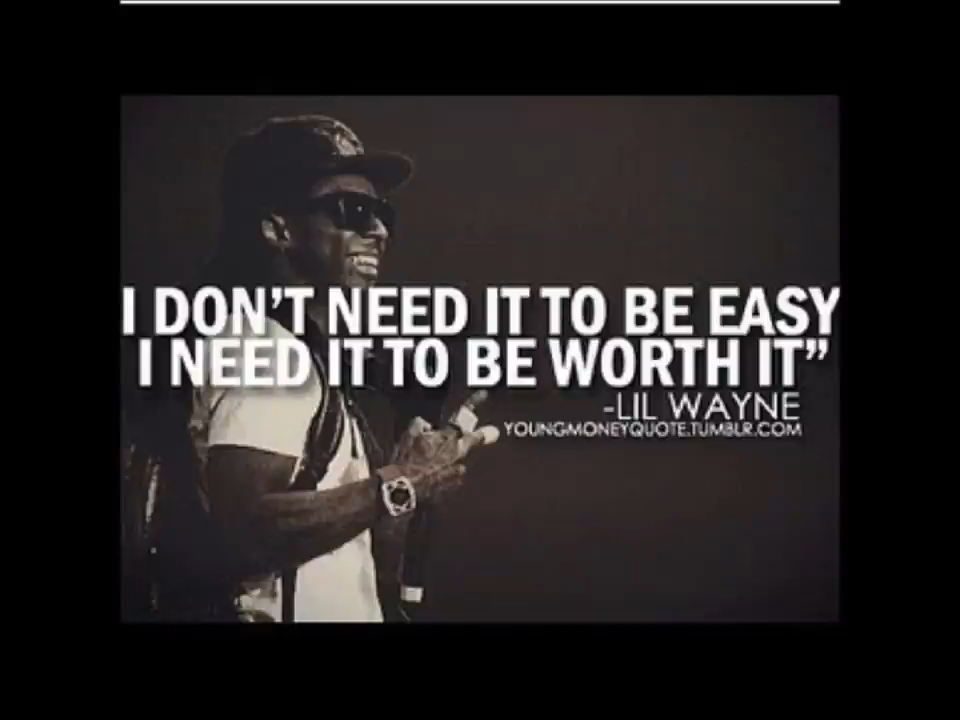 I DON’T NEED IT TO BE EASY
I NEED IT TO BE WORTH IT”
-LIL WAYNE
YOUNGMONEYQUOTE.TUMBLR.COM